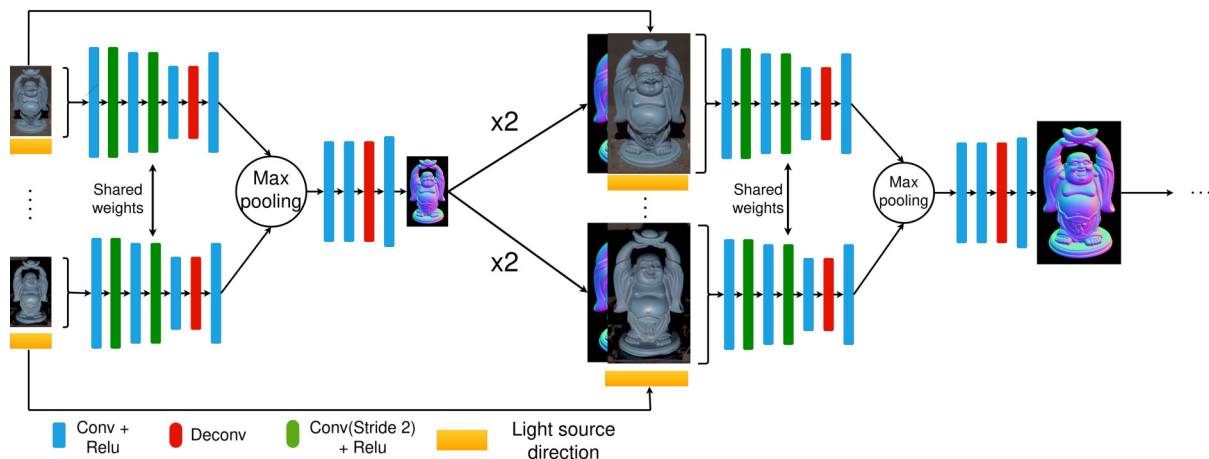 x2
Max
pooling
Shared
weights
x2
Shared
weights
Max
pooling
Conv +
Relu
Deconv
Conv(Stride 2)
+ Relu
Light source
direction